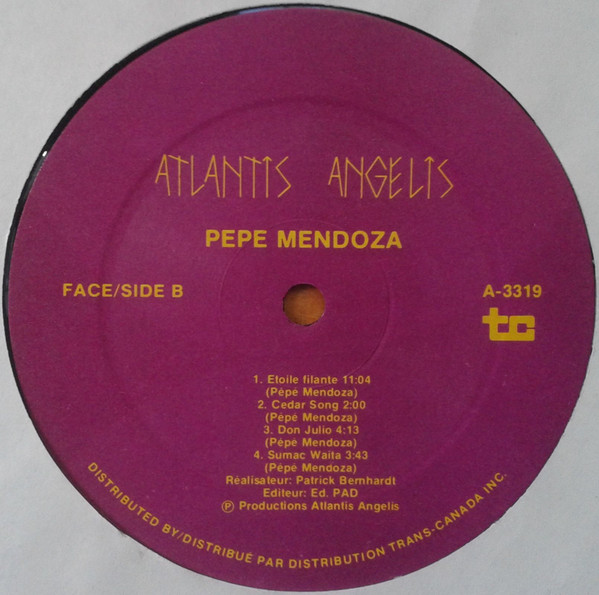 ATLANTIS ANGELIS
PEPE MENDOZA
FACE/SIDE B
A-3319
tc
1. Etoile filante 11:04
(Pépé Mendoza)
2. Cedar Song 2:00
(Pépé Mendoza)
3. Don Julio 4:13
(Pépé Mendoza)
4. Sumac Waita 3:43
(Pépé Mendoza)
Réalisateur: Patrick Bernhardt
Editeur: Ed. PAD
Ⓟ Productions Atlantis Angelis
DISTRIBUTED BY/DISTRIBUÉ PAR DISTRIBUTION TRANS-CANADA INC.